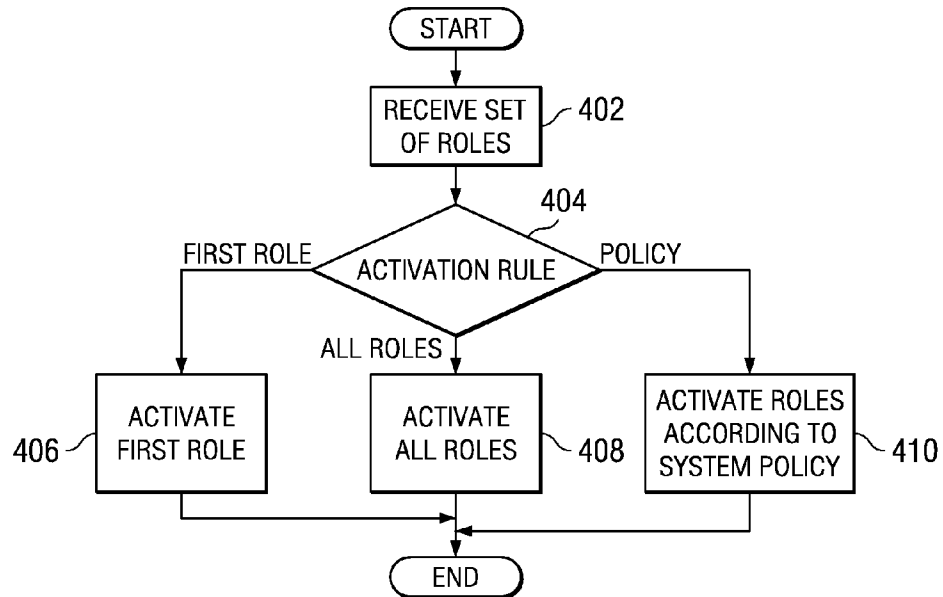 START
RECEIVE SET
OF ROLES
402
404
FIRST ROLE
ACTIVATION RULE
POLICY
ALL ROLES
406
ACTIVATE
FIRST ROLE
ACTIVATE
ALL ROLES
408
ACTIVATE ROLES
ACCORDING TO
SYSTEM POLICY
410
END